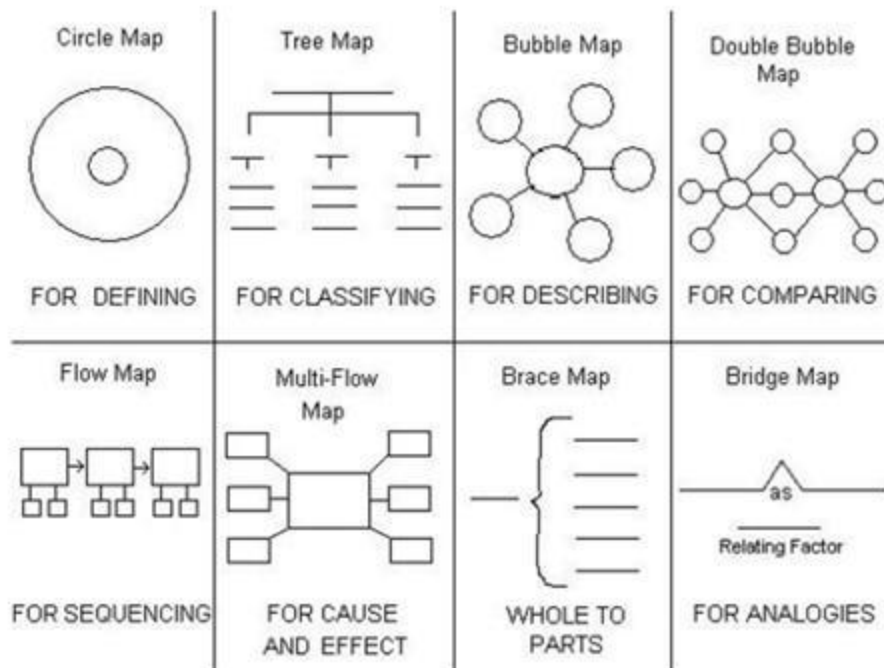 Circle Map
FOR DEFINING
Tree Map
FOR CLASSIFYING
Bubble Map
FOR DESCRIBING
Double Bubble
Map
FOR COMPARING
Flow Map
FOR SEQUENCING
Multi-Flow
Map
FOR CAUSE
AND EFFECT
Brace Map
WHOLE TO
PARTS
Bridge Map
as
Relating Factor
FOR ANALOGIES